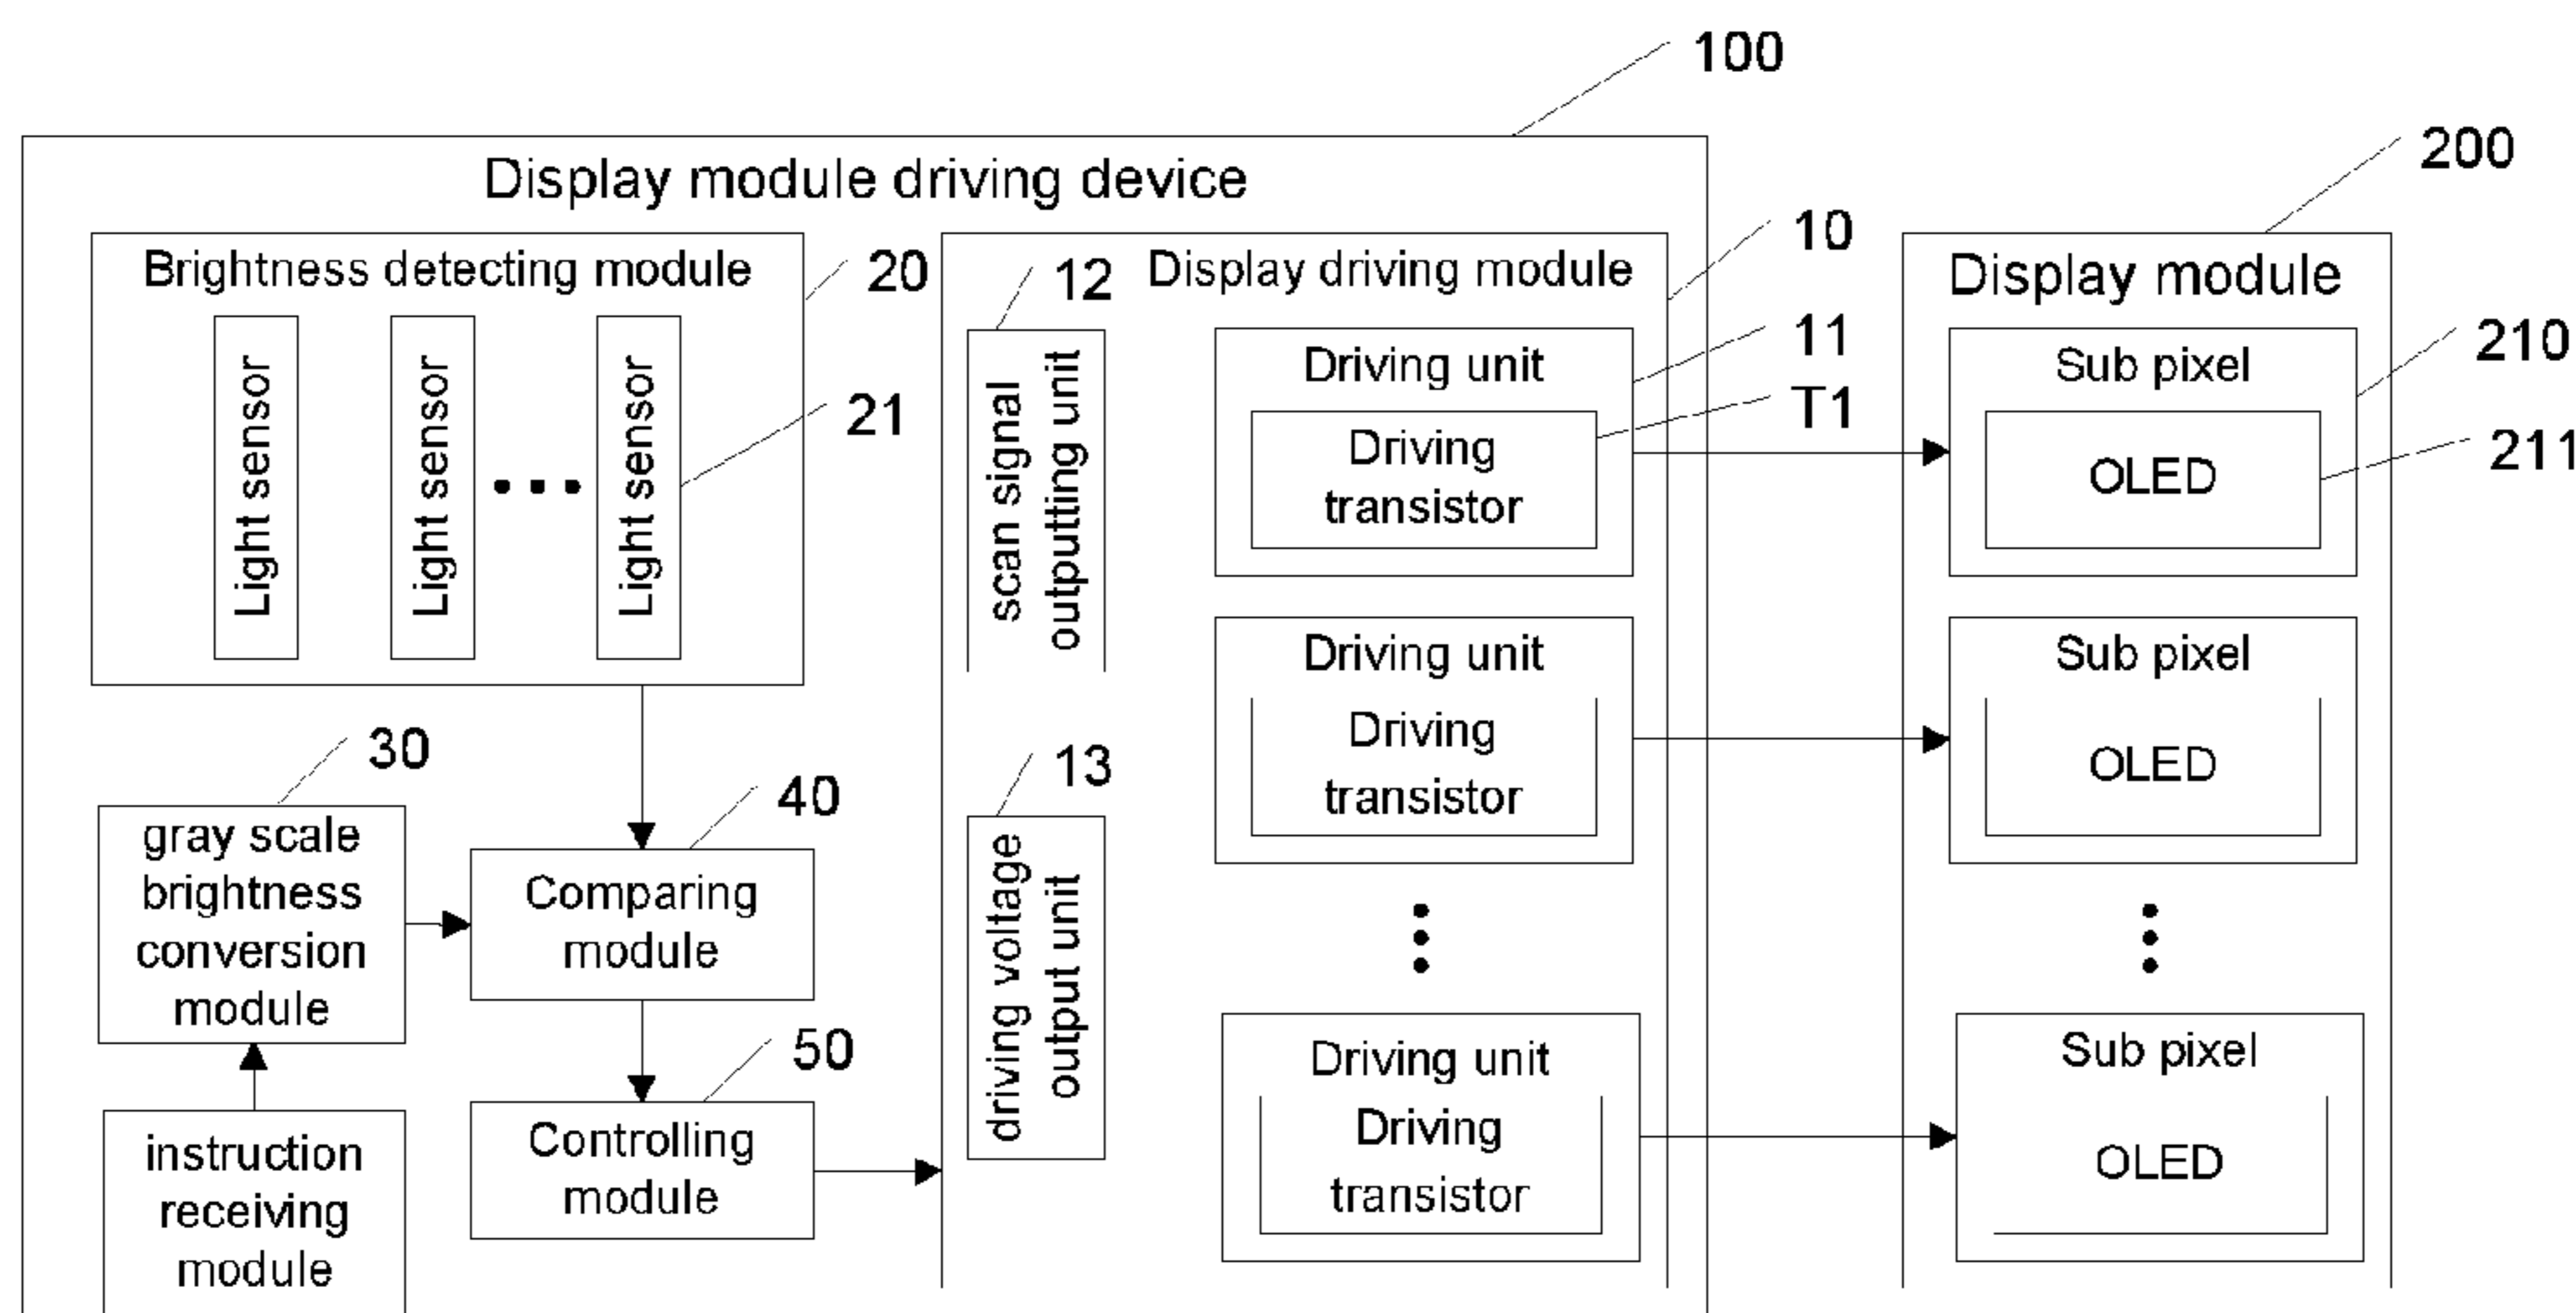 100
200
Display module driving device
10
Brightness detecting module
20
12
Display driving module
Display module
11
210
Light sensor
Light sensor
Light sensor
21
scan signal
outputting unit
Driving unit
T1
Sub pixel
211
Driving
transistor
OLED
Driving unit
Sub pixel
Driving
transistor
OLED
30
13
40
gray scale
brightness
conversion
module
Comparing
module
driving voltage
output unit
50
Driving unit
Sub pixel
instruction
receiving
module
Controlling
module
Driving
transistor
OLED